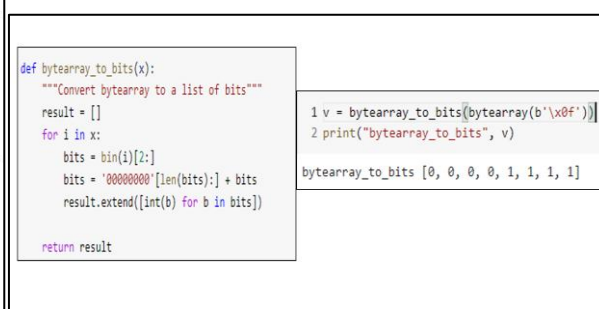 def bytearray_to_bits(x):
"""Convert bytearray to a list of bits"""
result = []
for i in x:
bits = bin(i)[2:]
bits = '00000000'[len(bits):] + bits
result.extend([int(b) for b in bits])
return result
1 v = bytearray_to_bits(bytearray(b'\x0f'))
2 print("bytearray_to_bits", v)
bytearray_to_bits [0, 0, 0, 0, 1, 1, 1, 1]